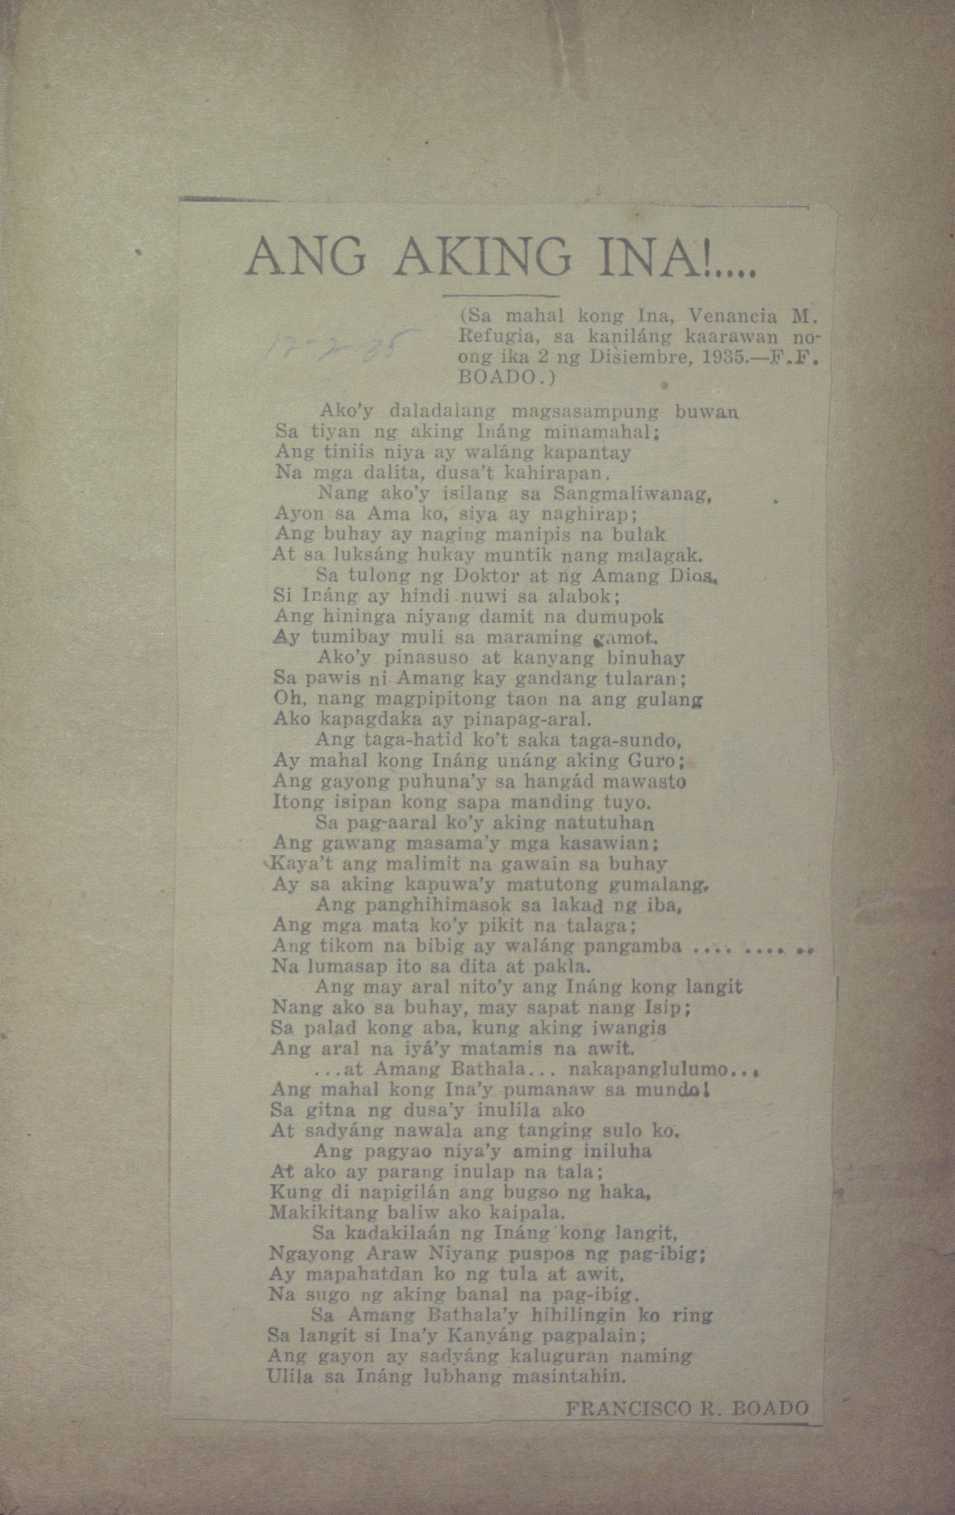 ANG AKING INA!....
(Sa mahal kong Ina, Venancia M.
Refugia, sa kaniláng kaarawan no-
ong ika 2 ng Disiembre, 1935.—F.F.
BOADO.)
12-2-35
Ako'y daladalang magsasampung buwan
Sa tiyan ng aking Ináng minamahal;
Ang tiniis niya ay waláng kapantay
Na mga dalita, dusa't kahirapan.
Nang ako'y isilang sa Sangmaliwanag,
Ayon sa Ama ko, siya ay naghirap;
Ang buhay ay naging manipis na bulak
At sa luksáng hukay muntik nang malagak.
Sa tulong ng Doktor at ng Amang Dios,
Si Ináng ay hindi nuwi sa alabok;
Ang hininga niyang damit na dumupok
Ay tumibay muli sa maraming gamot.
Ako'y pinasuso at kanyang binuhay
Sa pawis ni Amang kay gandang tularan;
Oh, nang magpipitong taon na ang gulang
Ako kapagdaka ay pinapag-aral.
Ang taga-hatid ko't saka taga-sundo,
Ay mahal kong Ináng unáng aking Guro;
Ang gayong puhuna'y sa hangád mawasto
Itong isipan kong sapa manding tuyo.
Sa pag-aaral ko'y aking natutuhan
Ang gawang masama'y mga kasawian;
Kaya't ang malimit na gawain sa buhay
Ay sa aking kapuwa'y matutong gumalang.
Ang panghihimasok sa lakad ng iba,
Ang mga mata ko'y pikit na talaga;
Ang tikom na bibig ay waláng pangamba .... .... ..
Na lumasap ito sa dita at pakla.
Ang may aral nito'y ang Ináng kong langit
Nang ako sa buhay, may sapat nang Isip;
Sa palad kong aba, kung aking iwangis
Ang aral na iyá'y matamis na awit.
...at Amang Bathala... nakapanglulumo...
Ang mahal kong Ina'y pumanaw sa mundo!
Sa gitna ng dusa'y inulila ako
At sadyáng nawala ang tanging sulo ko.
Ang pagyao niya'y aming iniluha
At ako ay parang inulap na tala;
Kung di napigilán ang bugso ng haka,
Makikitang baliw ako kaipala.
Sa kadakilaán ng Ináng kong langit,
Ngayong Araw Niyang puspos ng pag-ibig;
Ay mapahatdan ko ng tula at awit,
Na sugo ng aking banal na pag-ibig.
Sa Amang Bathala'y hihilingin ko ring
Sa langit si Ina'y Kanyáng pagpalain;
Ang gayon ay sadyáng kaluguran naming
Ulila sa Ináng lubhang masintahin.
FRANCISCO R. BOADO